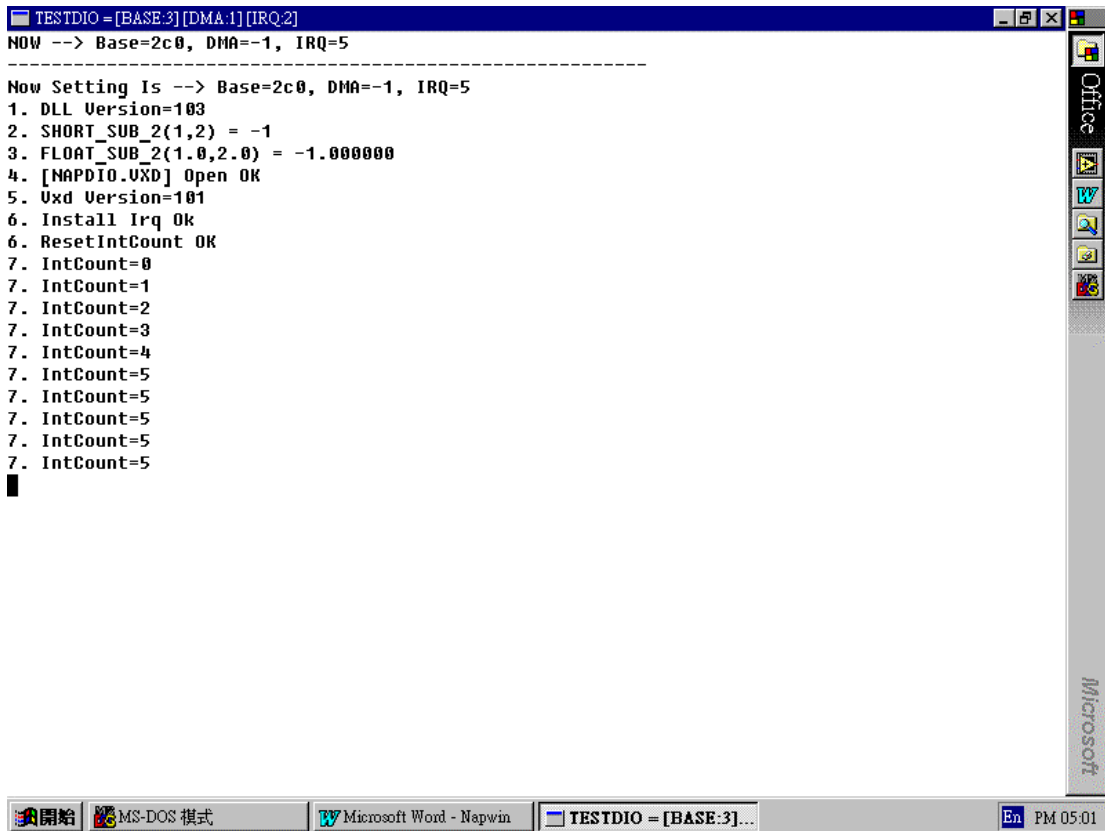 TESTDIO = [BASE:3] [DMA:1] [IRQ:2]
NOW --> Base=2c0, DMA=-1, IRQ=5
----------------------------------------------------------
Now Setting Is --> Base=2c0, DMA=-1, IRQ=5
1. DLL Version=103
2. SHORT_SUB_2(1,2) = -1
3. FLOAT_SUB_2(1.0,2.0) = -1.000000
4. [NAPDIO.VXD] Open OK
5. Vxd Version=101
6. Install Irq Ok
6. ResetIntCount OK
7. IntCount=0
7. IntCount=1
7. IntCount=2
7. IntCount=3
7. IntCount=4
7. IntCount=5
7. IntCount=5
7. IntCount=5
7. IntCount=5
7. IntCount=5
Office
Microsoft
開始
MS-DOS 模式
Microsoft Word - Napwin
TESTDIO = [BASE:3]...
En PM 05:01